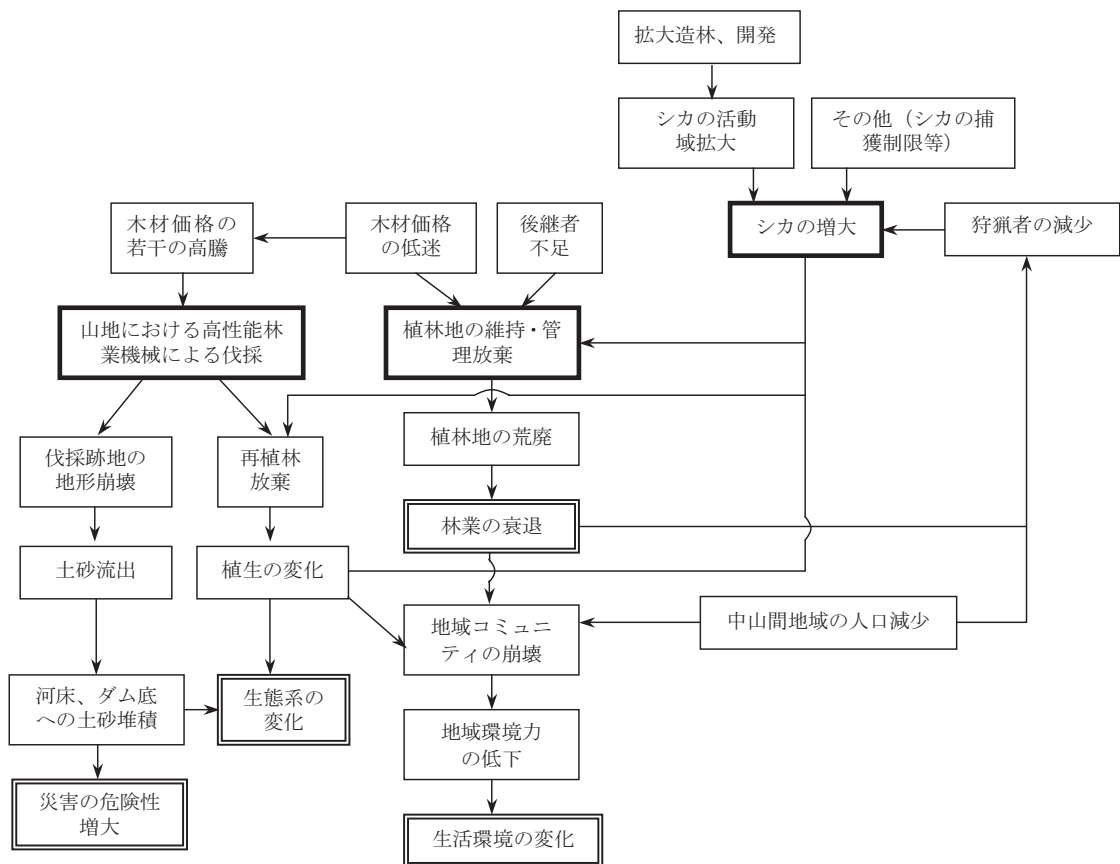 拡大造林、開発
シカの活動
域拡大
その他（シカの捕
獲制限等）
木材価格の
若干の高騰
木材価格
の低迷
後継者
不足
シカの増大
狩猟者の減少
山地における高性能林
業機械による伐採
植林地の維持・管
理放棄
伐採跡地の
地形崩壊
再植林
放棄
植林地の荒廃
林業の衰退
土砂流出
植生の変化
地域コミュニ
ティの崩壊
中山間地域の人口減少
河床、ダム底
への土砂堆積
生態系の
変化
地域環境力
の低下
災害の危険性
増大
生活環境の変化